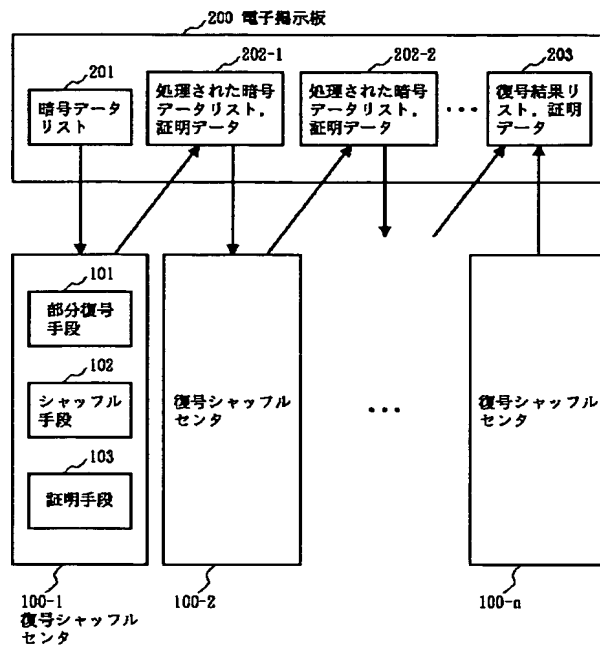 200 電子掲示板
201
暗号データ
リスト
202-1
処理された暗号
データリスト,
証明データ
202-2
処理された暗号
データリスト,
証明データ
...
203
復号結果リ
スト, 証明
データ
101
部分復号
手段
102
シャッフル
手段
103
証明手段
復号シャッフル
センタ
...
復号シャッフル
センタ
100-1
復号シャッフル
センタ
100-2
100-n